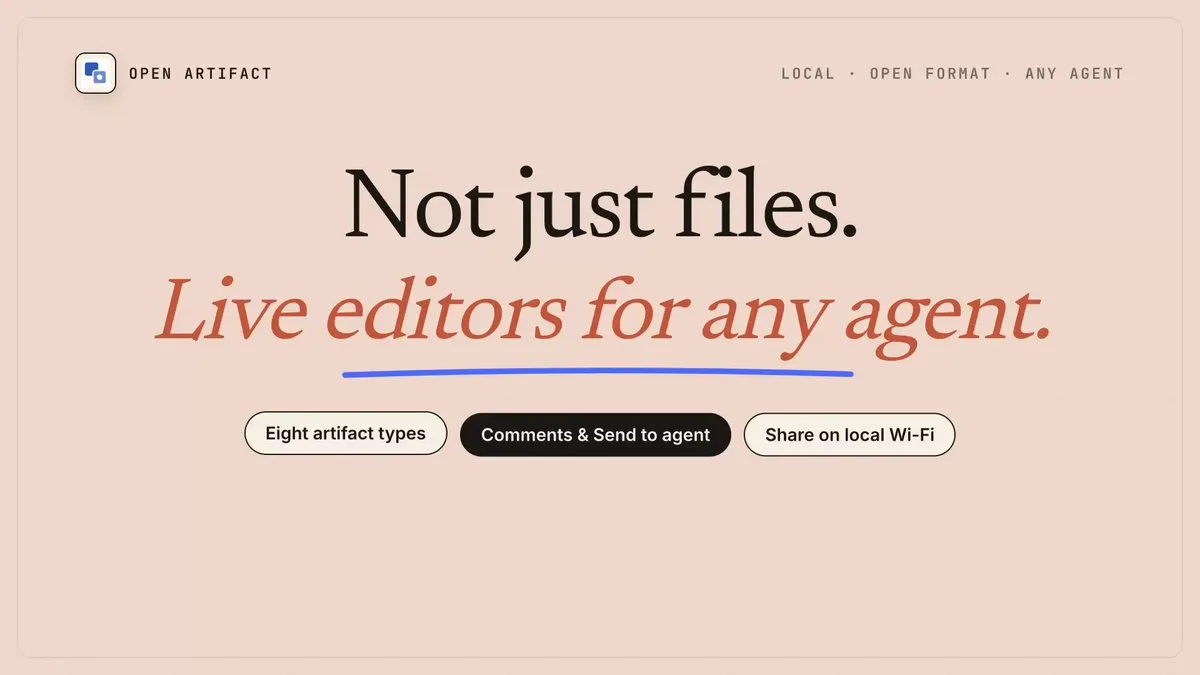 OPEN ARTIFACT
LOCAL · OPEN FORMAT · ANY AGENT
Not just files.
Live editors for any agent.
Eight artifact types
Comments & Send to agent
Share on local Wi-Fi